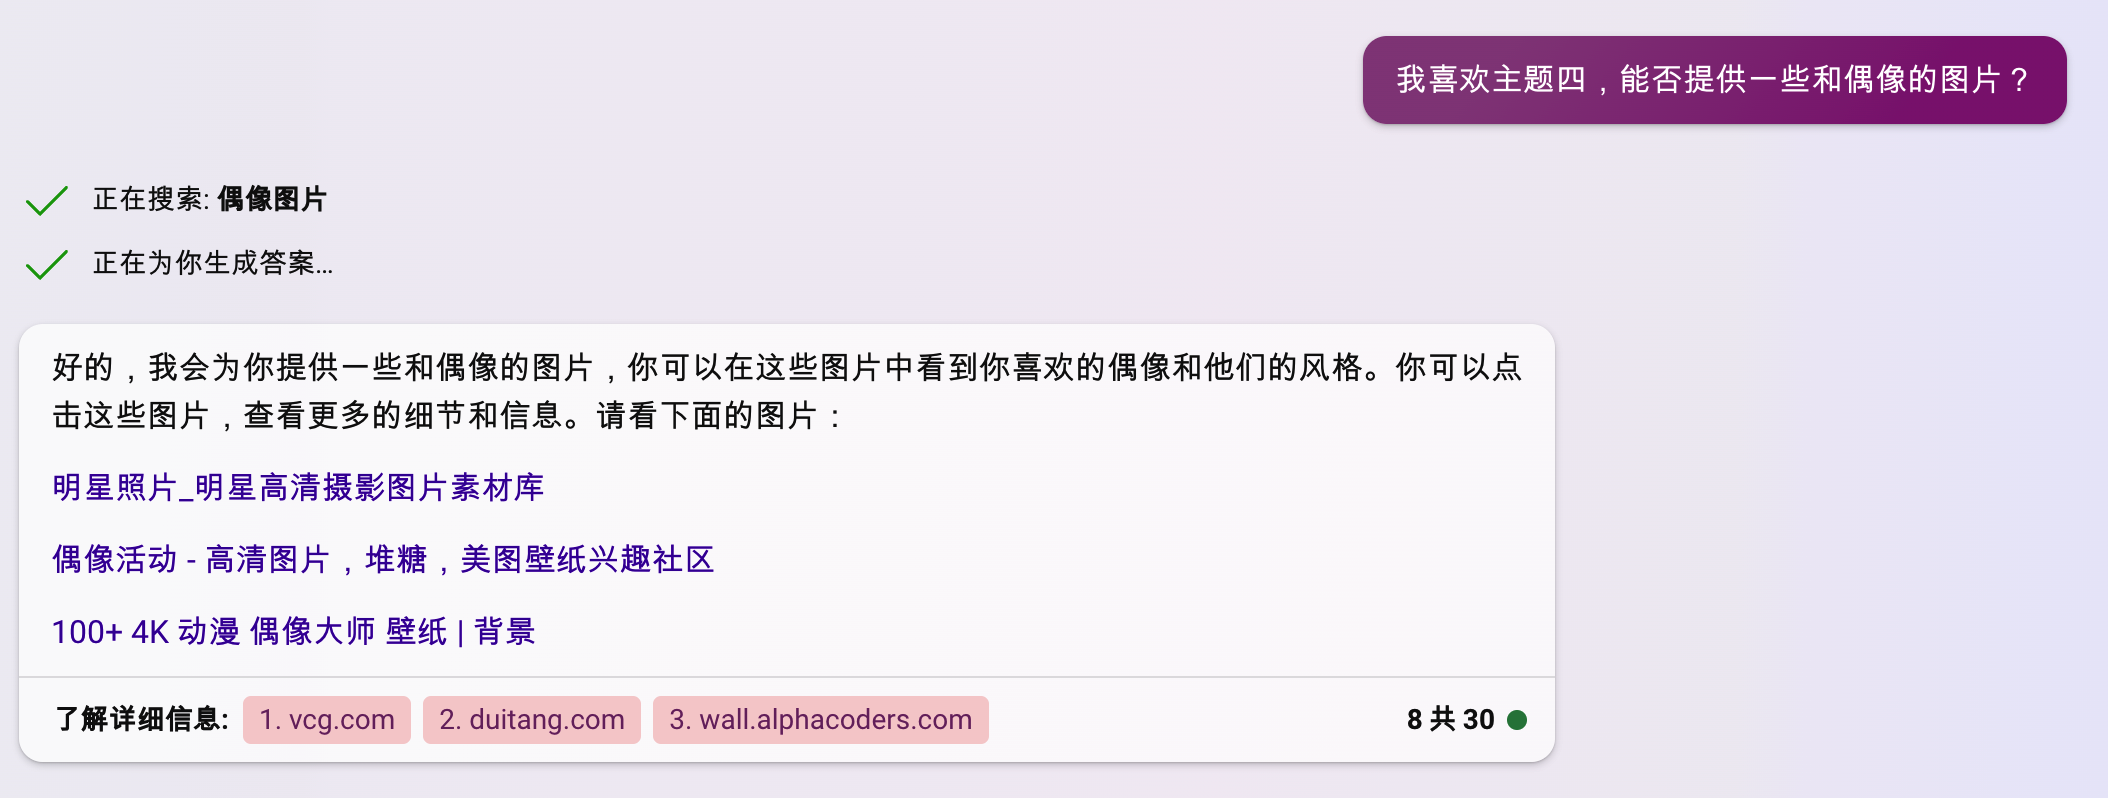 我喜欢主题四，能否提供一些和偶像的图片？
正在搜索: 偶像图片
正在为你生成答案...
好的，我会为你提供一些和偶像的图片，你可以在这些图片中看到你喜欢的偶像和他们的风格。你可以点
击这些图片，查看更多的细节和信息。请看下面的图片：
明星照片_明星高清摄影图片素材库
偶像活动 - 高清图片，堆糖，美图壁纸兴趣社区
100+ 4K 动漫 偶像大师 壁纸 | 背景
了解详细信息: 1. vcg.com 2. duitang.com 3. wall.alphacoders.com 8 共 30